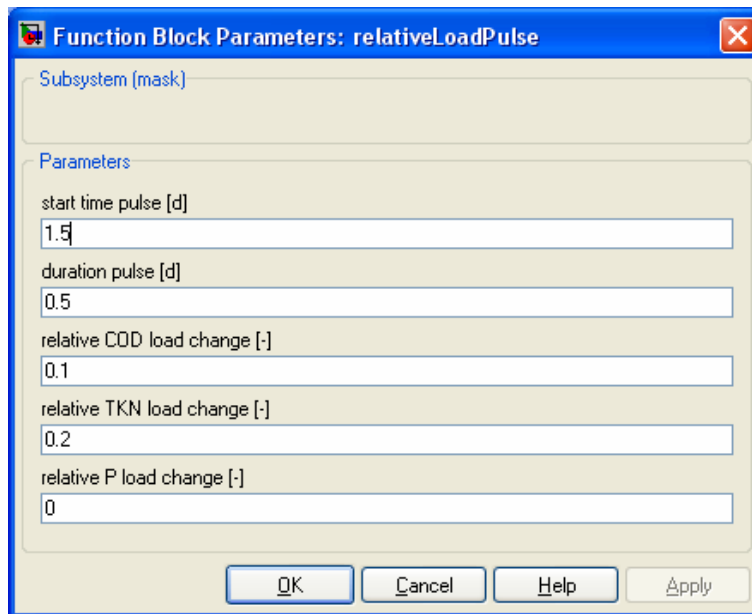 Function Block Parameters: relativeLoadPulse
Subsystem (mask)
Parameters
start time pulse [d]
1.5
duration pulse [d]
0.5
relative COD load change [-]
0.1
relative TKN load change [-]
0.2
relative P load change [-]
0
OK Cancel Help Apply